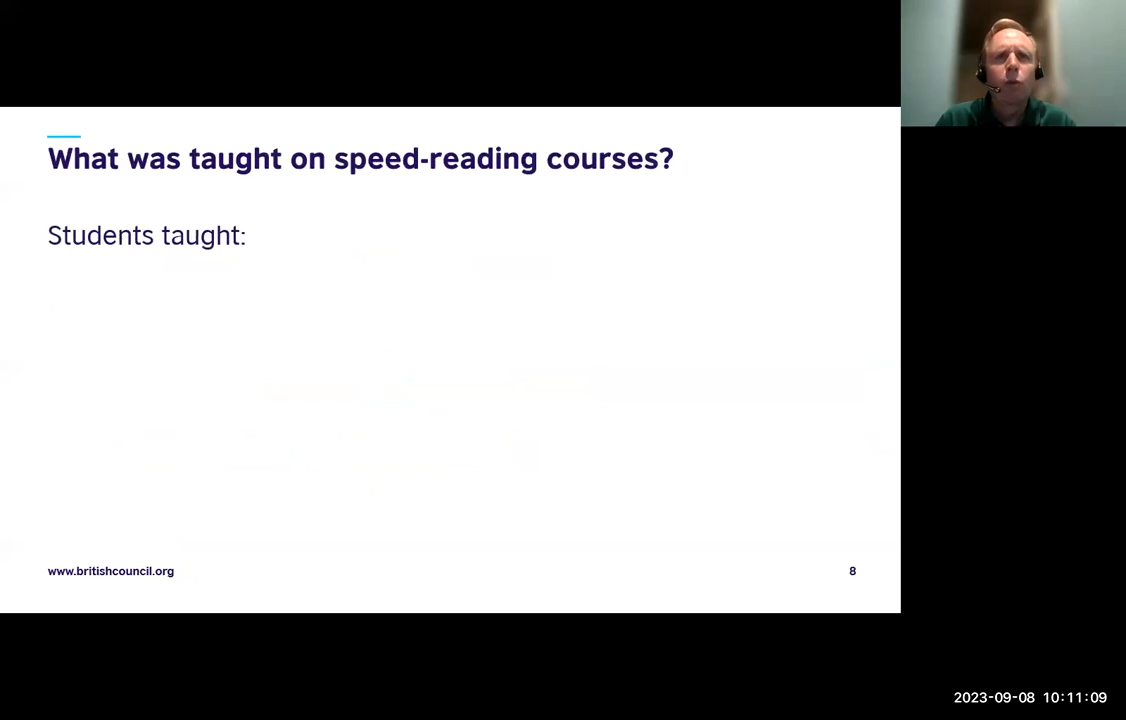 What was taught on speed-reading courses?
Students taught:
www.britishcouncil.org
8
2023-09-08 10:11:09